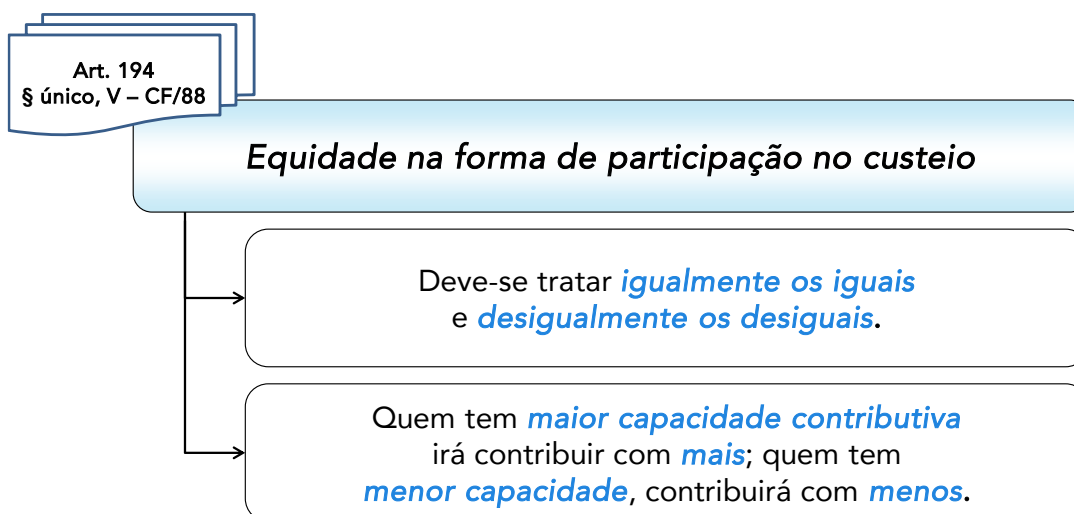 Art. 194
§ único, V – CF/88
Equidade na forma de participação no custeio
Deve-se tratar igualmente os iguais
e desigualmente os desiguais.
Quem tem maior capacidade contributiva
irá contribuir com mais; quem tem
menor capacidade, contribuirá com menos.